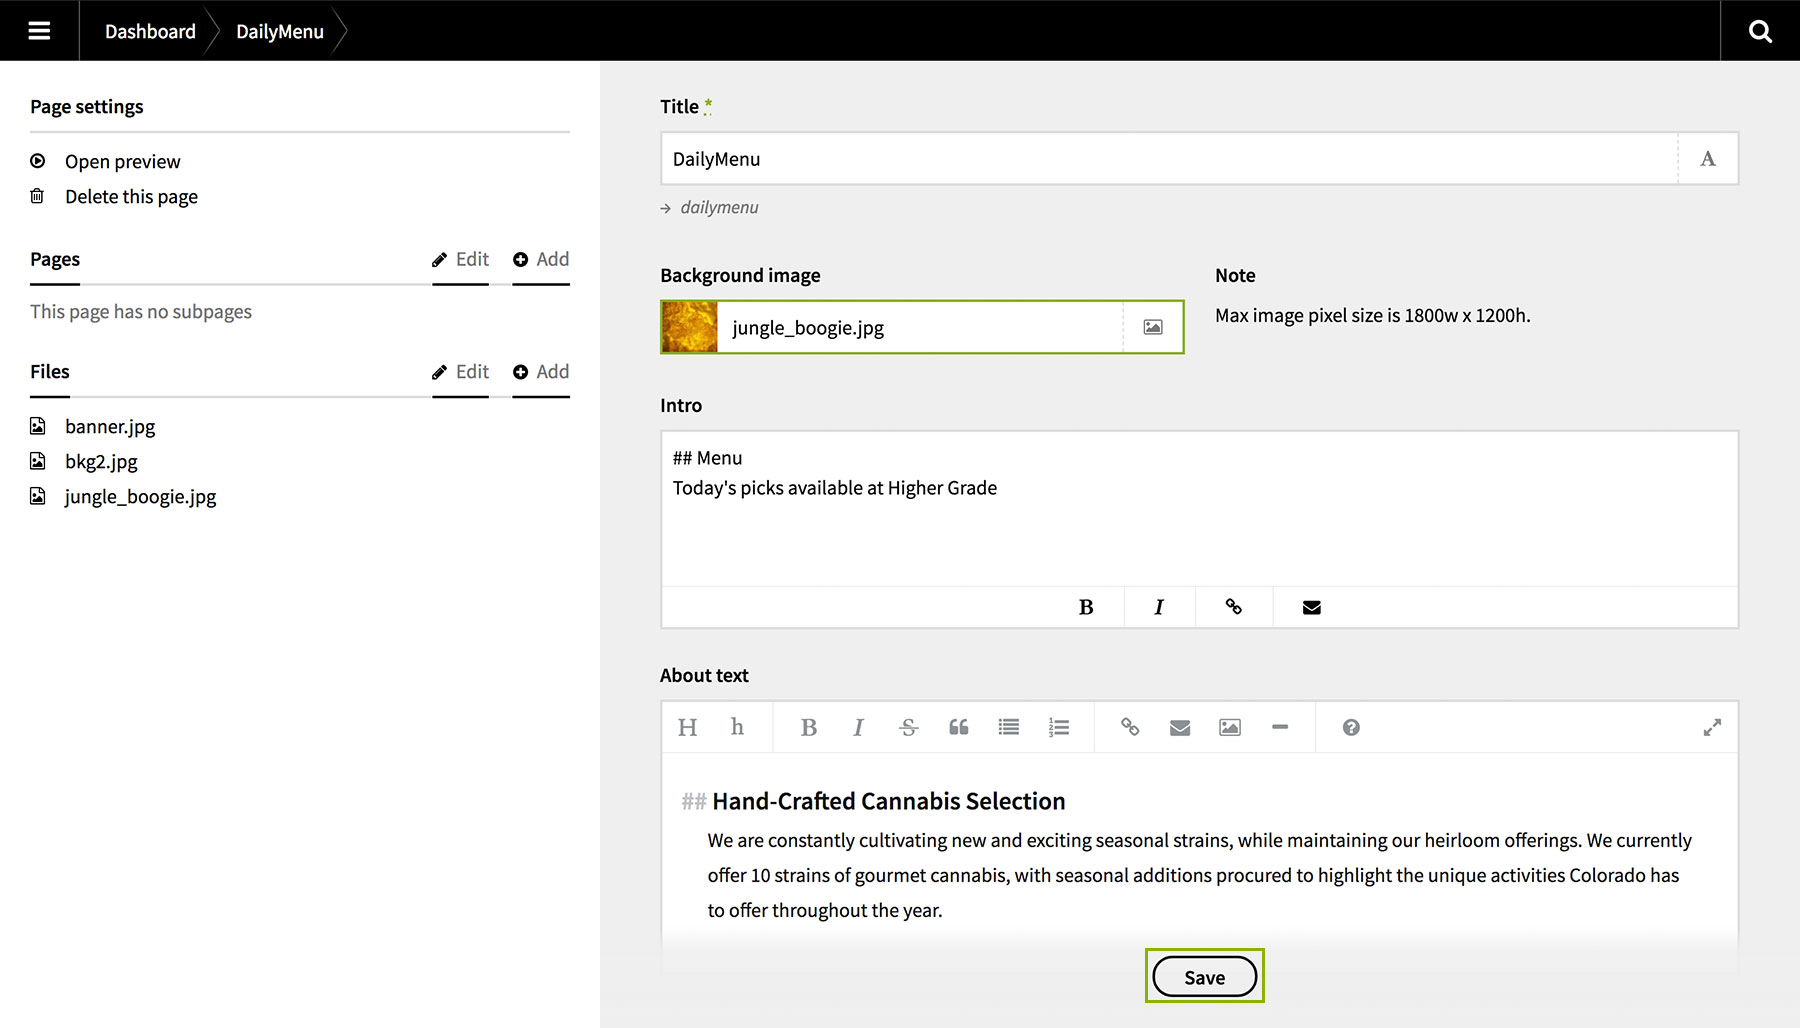 Dashboard DailyMenu
Page settings
Open preview
Delete this page
Pages Edit Add
This page has no subpages
Files Edit Add
banner.jpg
bkg2.jpg
jungle_boogie.jpg
Title *
DailyMenu A
→ dailymenu
Background image
jungle_boogie.jpg
Note
Max image pixel size is 1800w x 1200h.
Intro
## Menu
Today's picks available at Higher Grade
B I
About text
H h B I S
## Hand-Crafted Cannabis Selection
We are constantly cultivating new and exciting seasonal strains, while maintaining our heirloom offerings. We currently
offer 10 strains of gourmet cannabis, with seasonal additions procured to highlight the unique activities Colorado has
to offer throughout the year.
Save